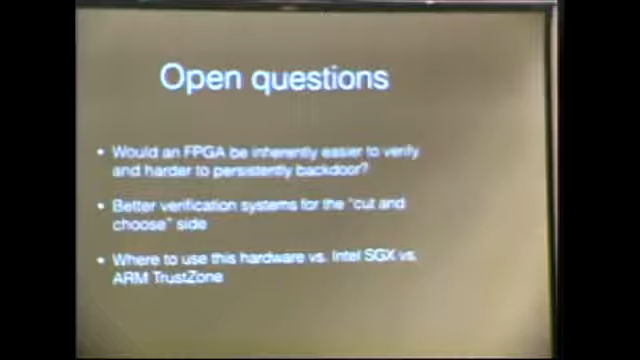 Open questions
• Would an FPGA be inherently easier to verify
and harder to persistently backdoor?
• Better verification systems for the "cut and
choose" side
• Where to use this hardware vs. Intel SGX vs.
ARM TrustZone